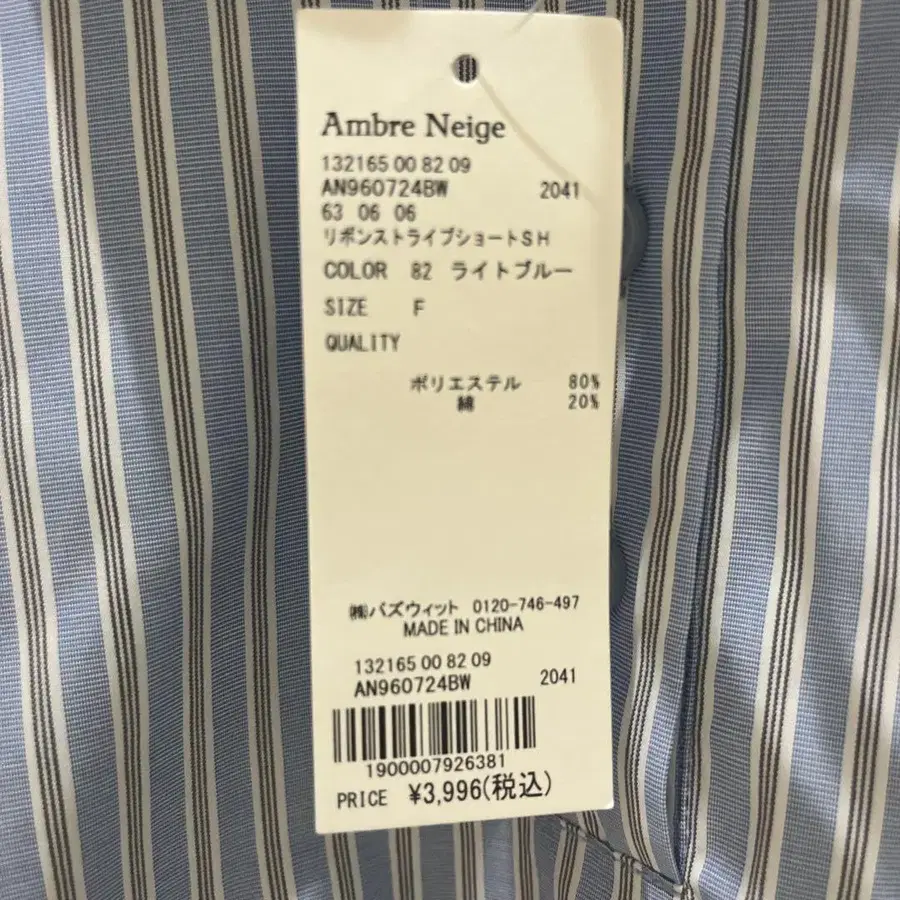 Ambre Neige
132165 00 82 09
AN960724BW 2041
63 06 06
リボンストライプショートSH
COLOR 82 ライトブルー
SIZE F
QUALITY
ポリエステル 80%
綿 20%
㈱バズウィット 0120-746-497
MADE IN CHINA
132165 00 82 09
AN960724BW 2041
1900007926381
PRICE ¥3,996(税込)